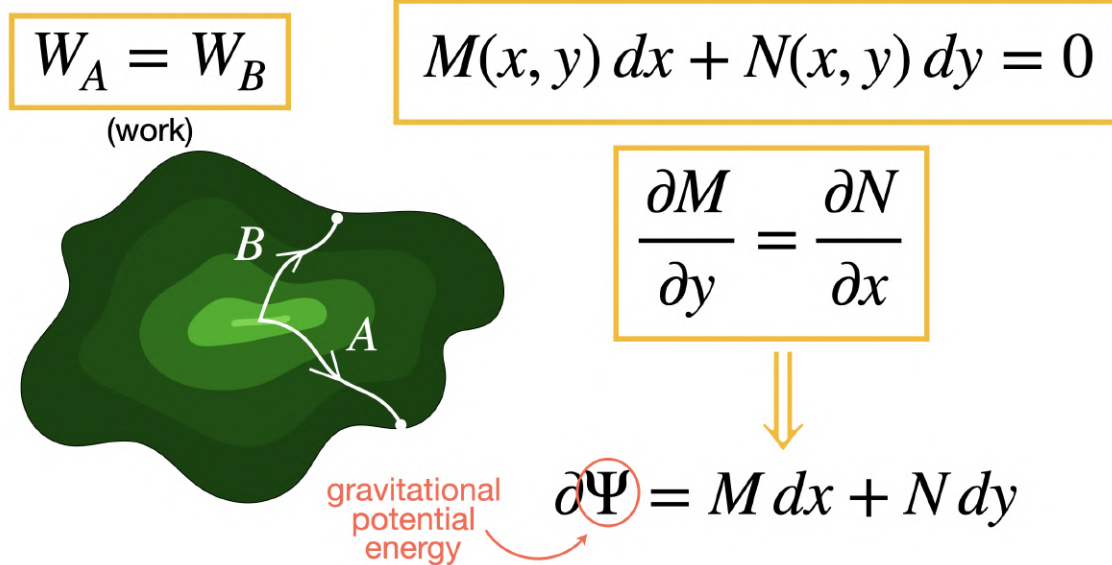 W_A = W_B
(work)
M(x, y) dx + N(x, y) dy = 0
∂M/∂y = ∂N/∂x
B
A
gravitational
potential
energy
∂Ψ = M dx + N dy